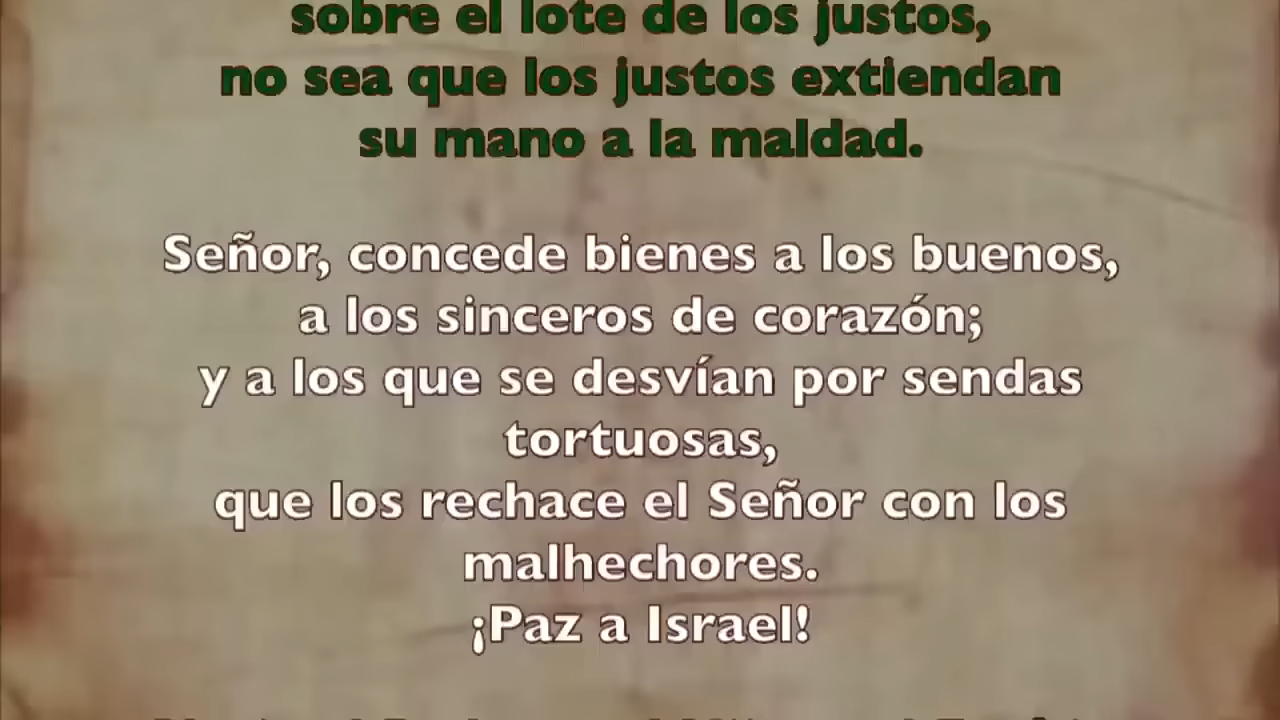 sobre el lote de los justos,
no sea que los justos extiendan
su mano a la maldad.
Señor, concede bienes a los buenos,
a los sinceros de corazón;
y a los que se desvían por sendas
tortuosas,
que los rechace el Señor con los
malhechores.
¡Paz a Israel!